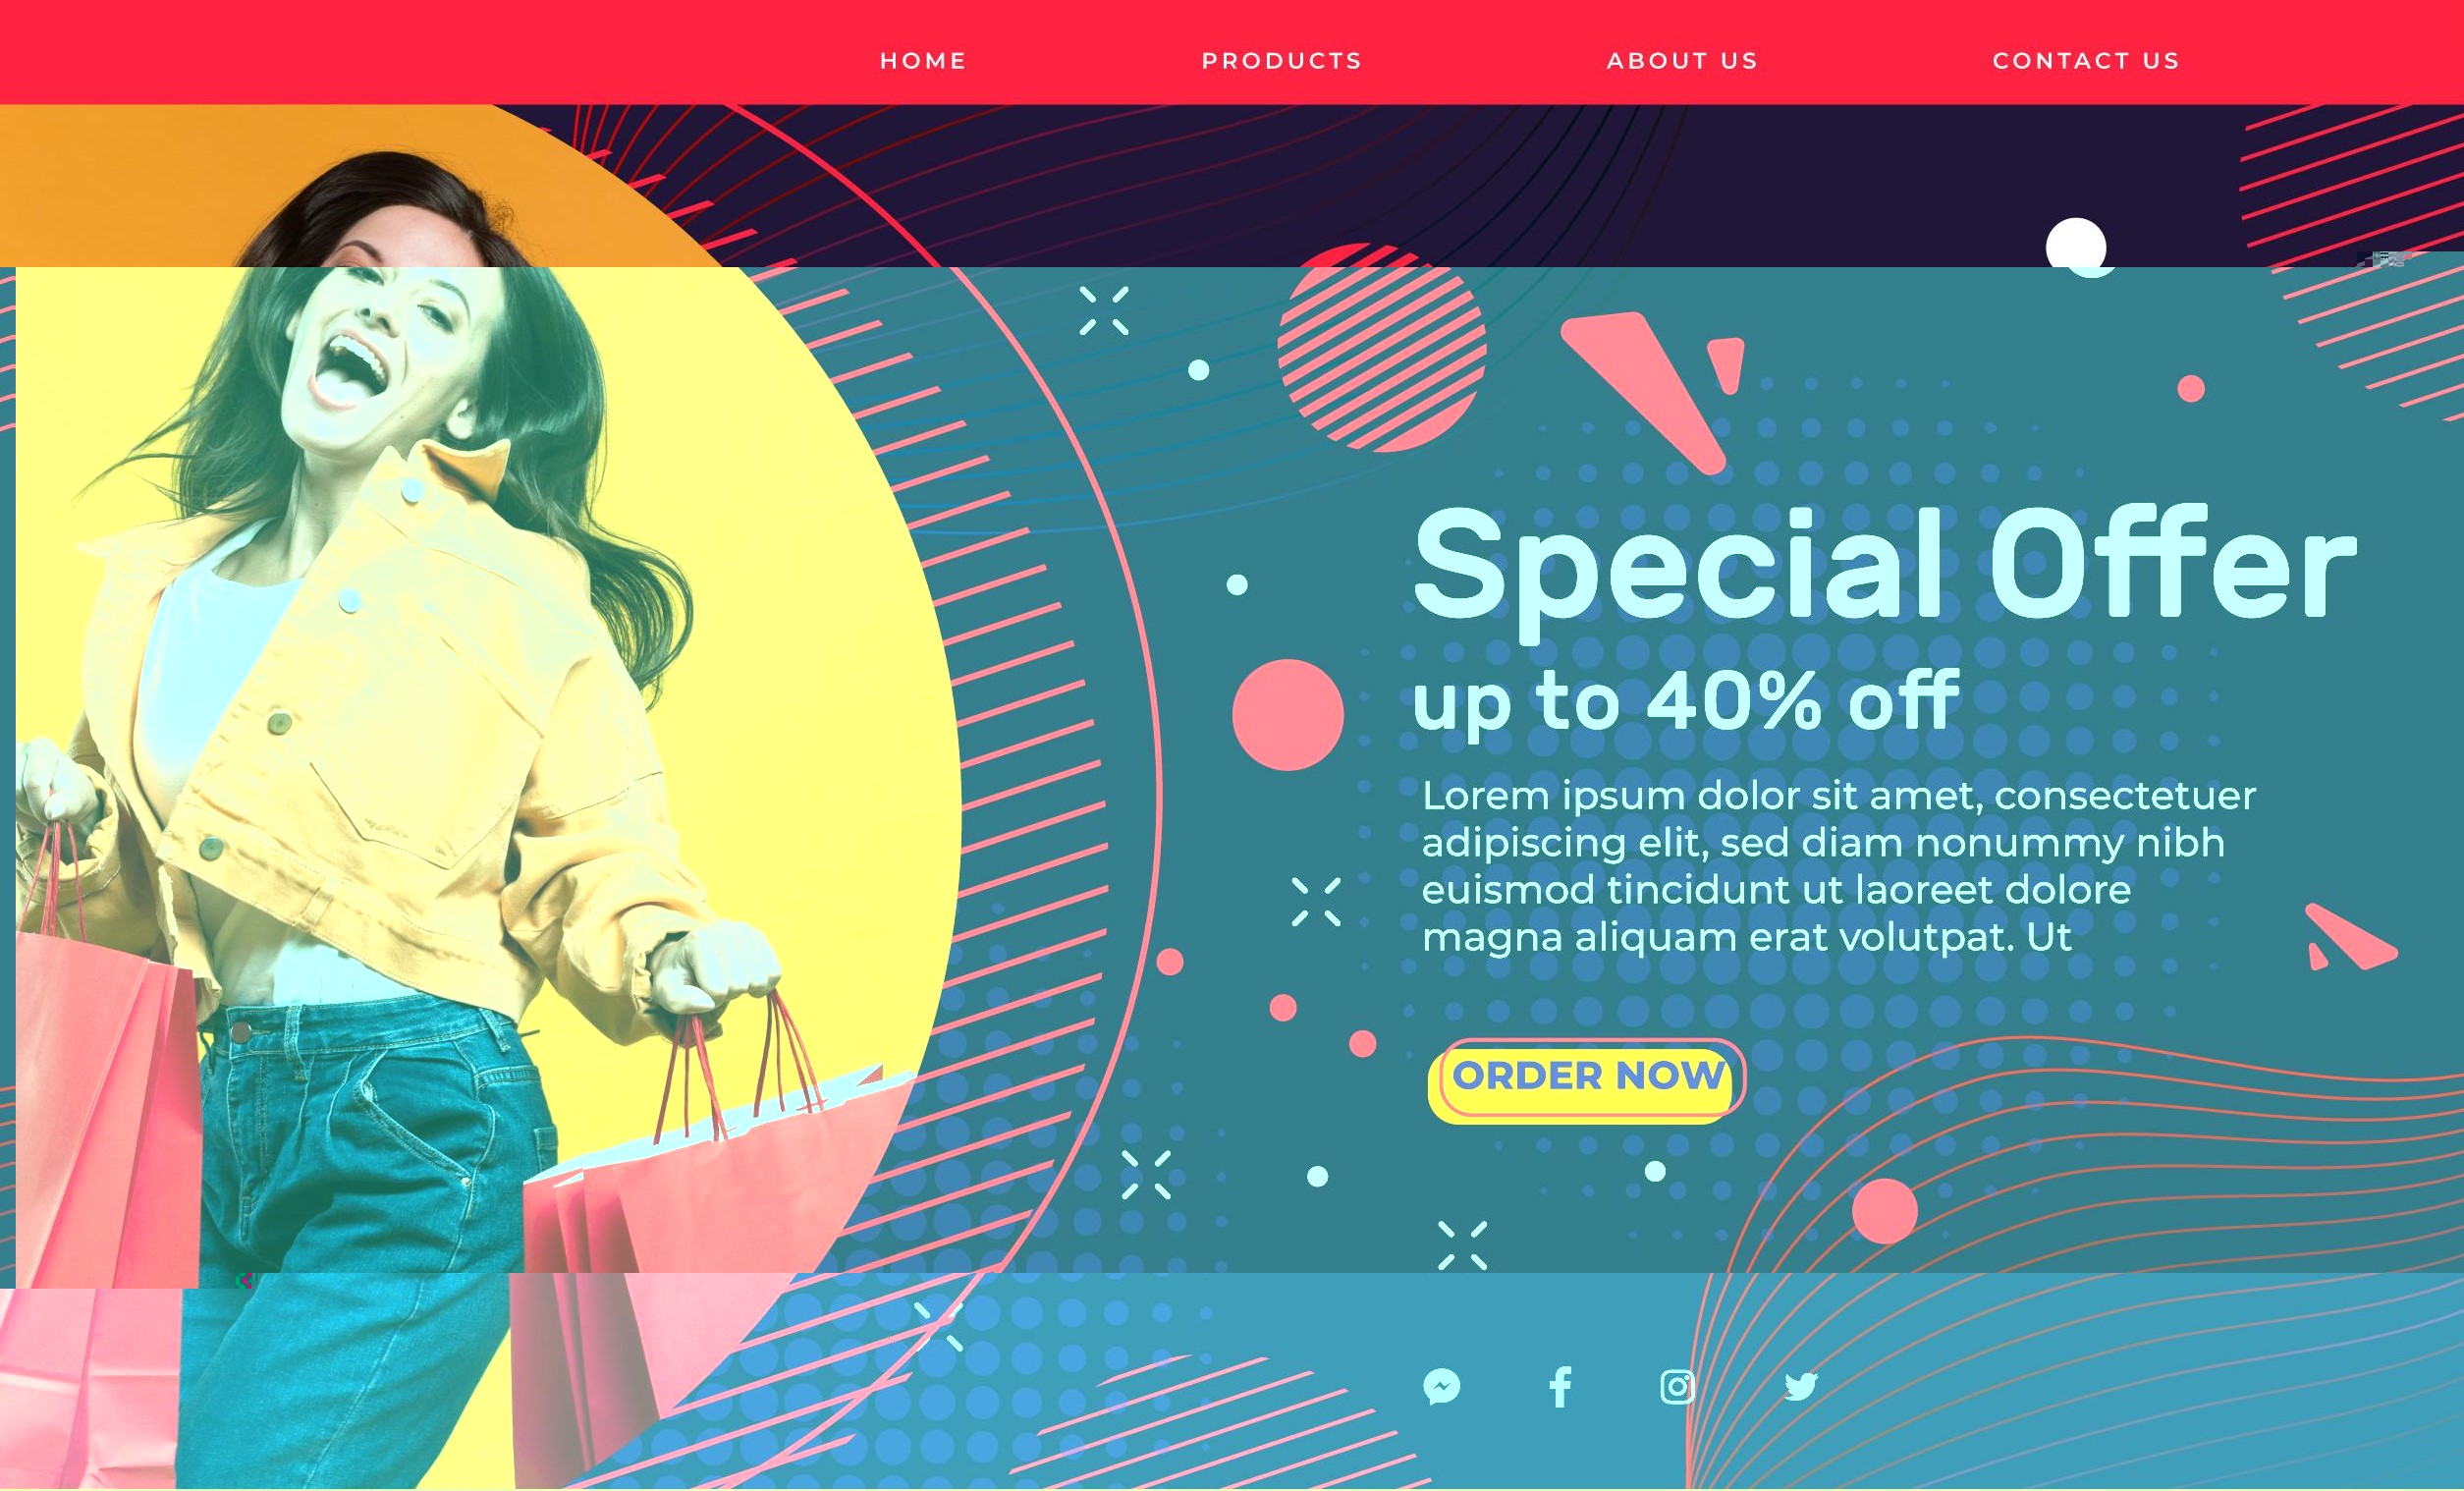 HOME PRODUCTS ABOUT US CONTACT US
Special Offer
up to 40% off
Lorem ipsum dolor sit amet, consectetuer
adipiscing elit, sed diam nonummy nibh
euismod tincidunt ut laoreet dolore
magna aliquam erat volutpat. Ut
ORDER NOW